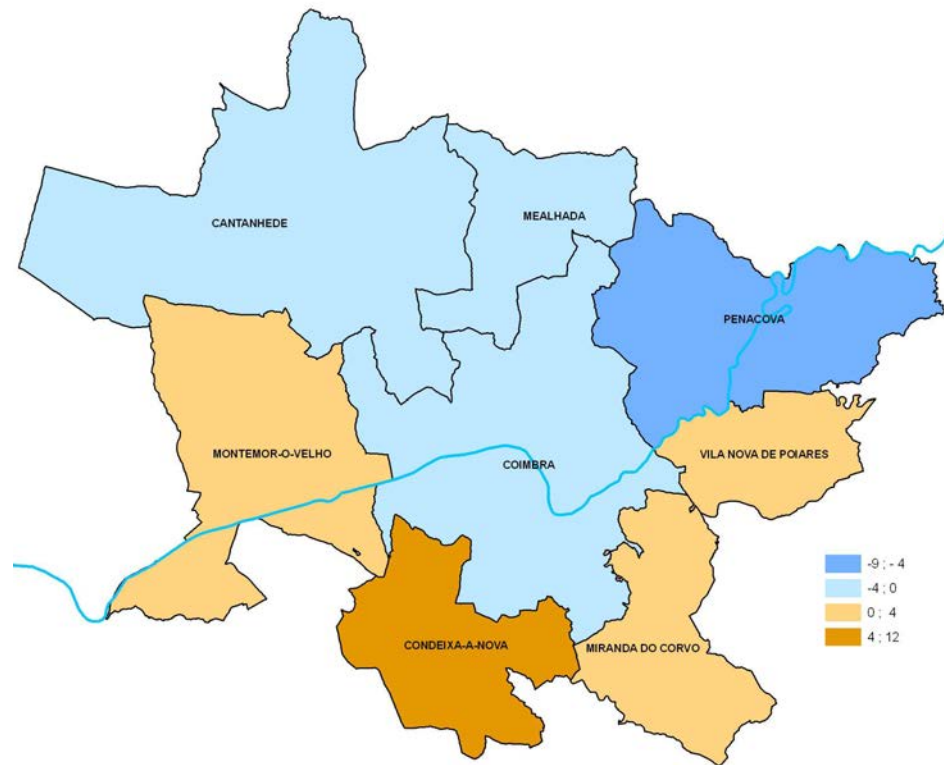 CANTANHEDE
MEALHADA
PENACOVA
MONTEMOR-O-VELHO
COIMBRA
VILA NOVA DE POIARES
CONDEIXA-A-NOVA
MIRANDA DO CORVO
-9 ; - 4
-4 ; 0
0 ; 4
4 ; 12